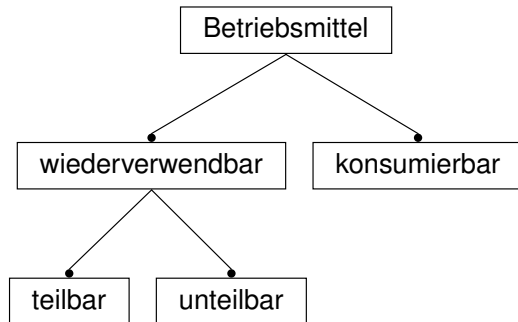 Betriebsmittel
wiederverwendbar
konsumierbar
teilbar
unteilbar